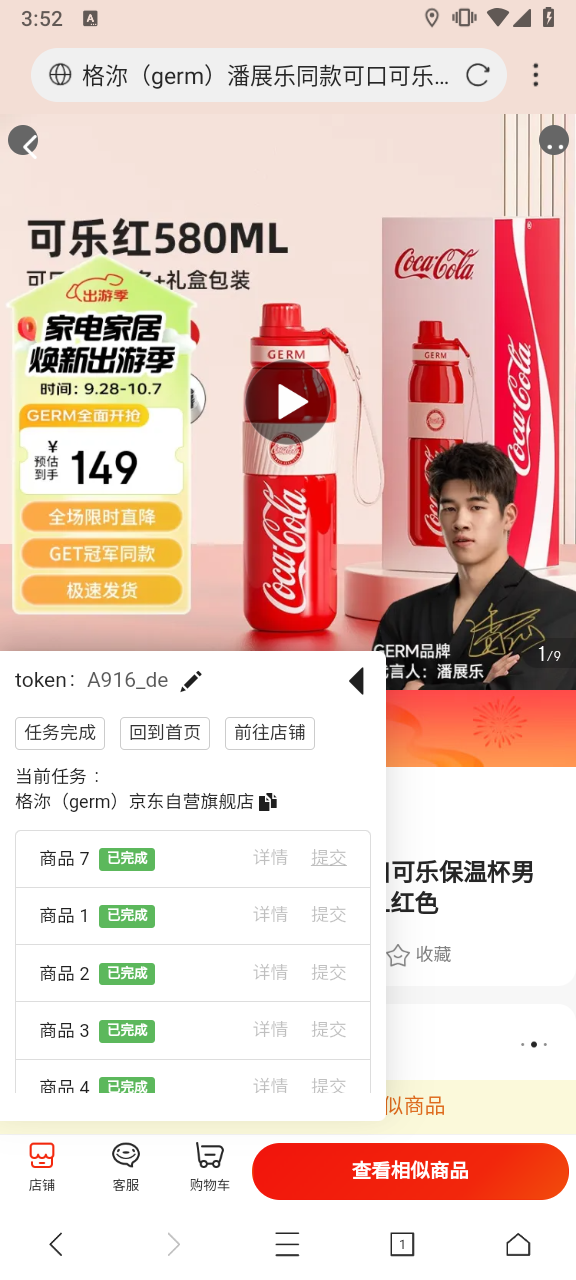 3:52
A
格沵（germ）潘展乐同款可口可乐...
可乐红580ML
+礼盒包装
出游季
家电家居
焕新出游季
时间：9.28-10.7
GERM全面开抢
预估到手
¥149
全场限时直降
GET冠军同款
极速发货
GERM
Coca-Cola
Coca-Cola
GERM
Coca-Cola
GERM品牌
代言人：潘展乐
1/9
token： A916_de
任务完成 回到首页 前往店铺
当前任务：
格沵（germ）京东自营旗舰店
商品 7 已完成 详情 提交
商品 1 已完成 详情 提交
商品 2 已完成 详情 提交
商品 3 已完成 详情 提交
商品 4 已完成 详情 提交
可乐保温杯男
红色
收藏
似商品
店铺 客服 购物车 查看相似商品
1